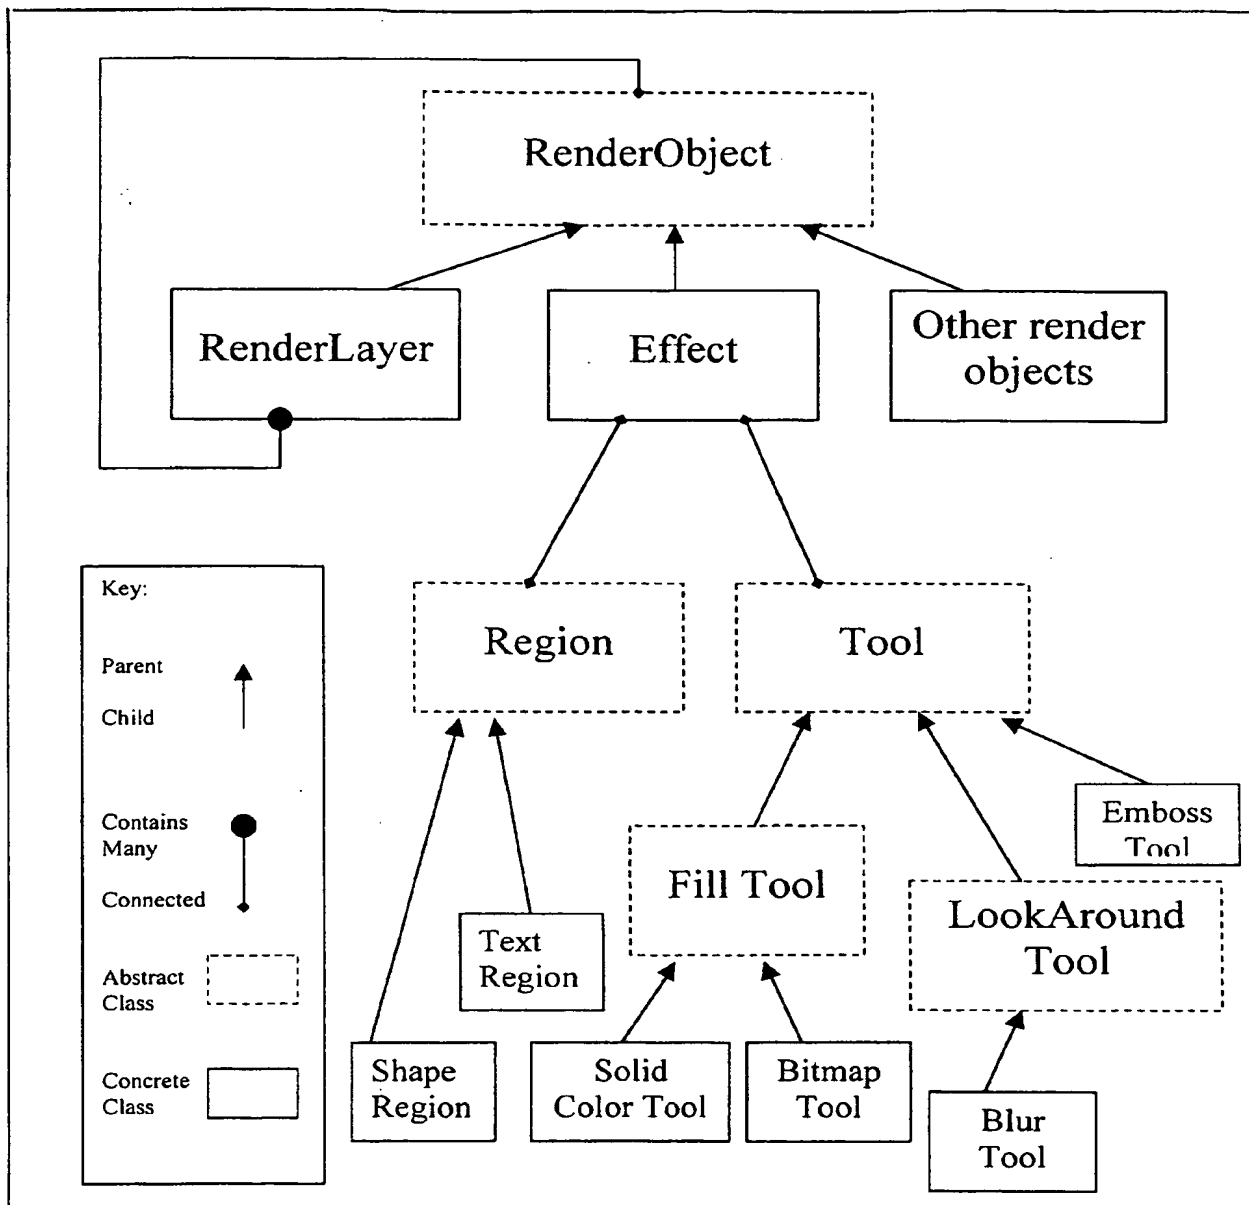 RenderObject
RenderLayer
Effect
Other render
objects
Key:
Parent
Child
Contains
Many
Connected
Abstract
Class
Concrete
Class
Region
Tool
Emboss
Tool
Fill Tool
LookAround
Tool
Text
Region
Shape
Region
Solid
Color Tool
Bitmap
Tool
Blur
Tool